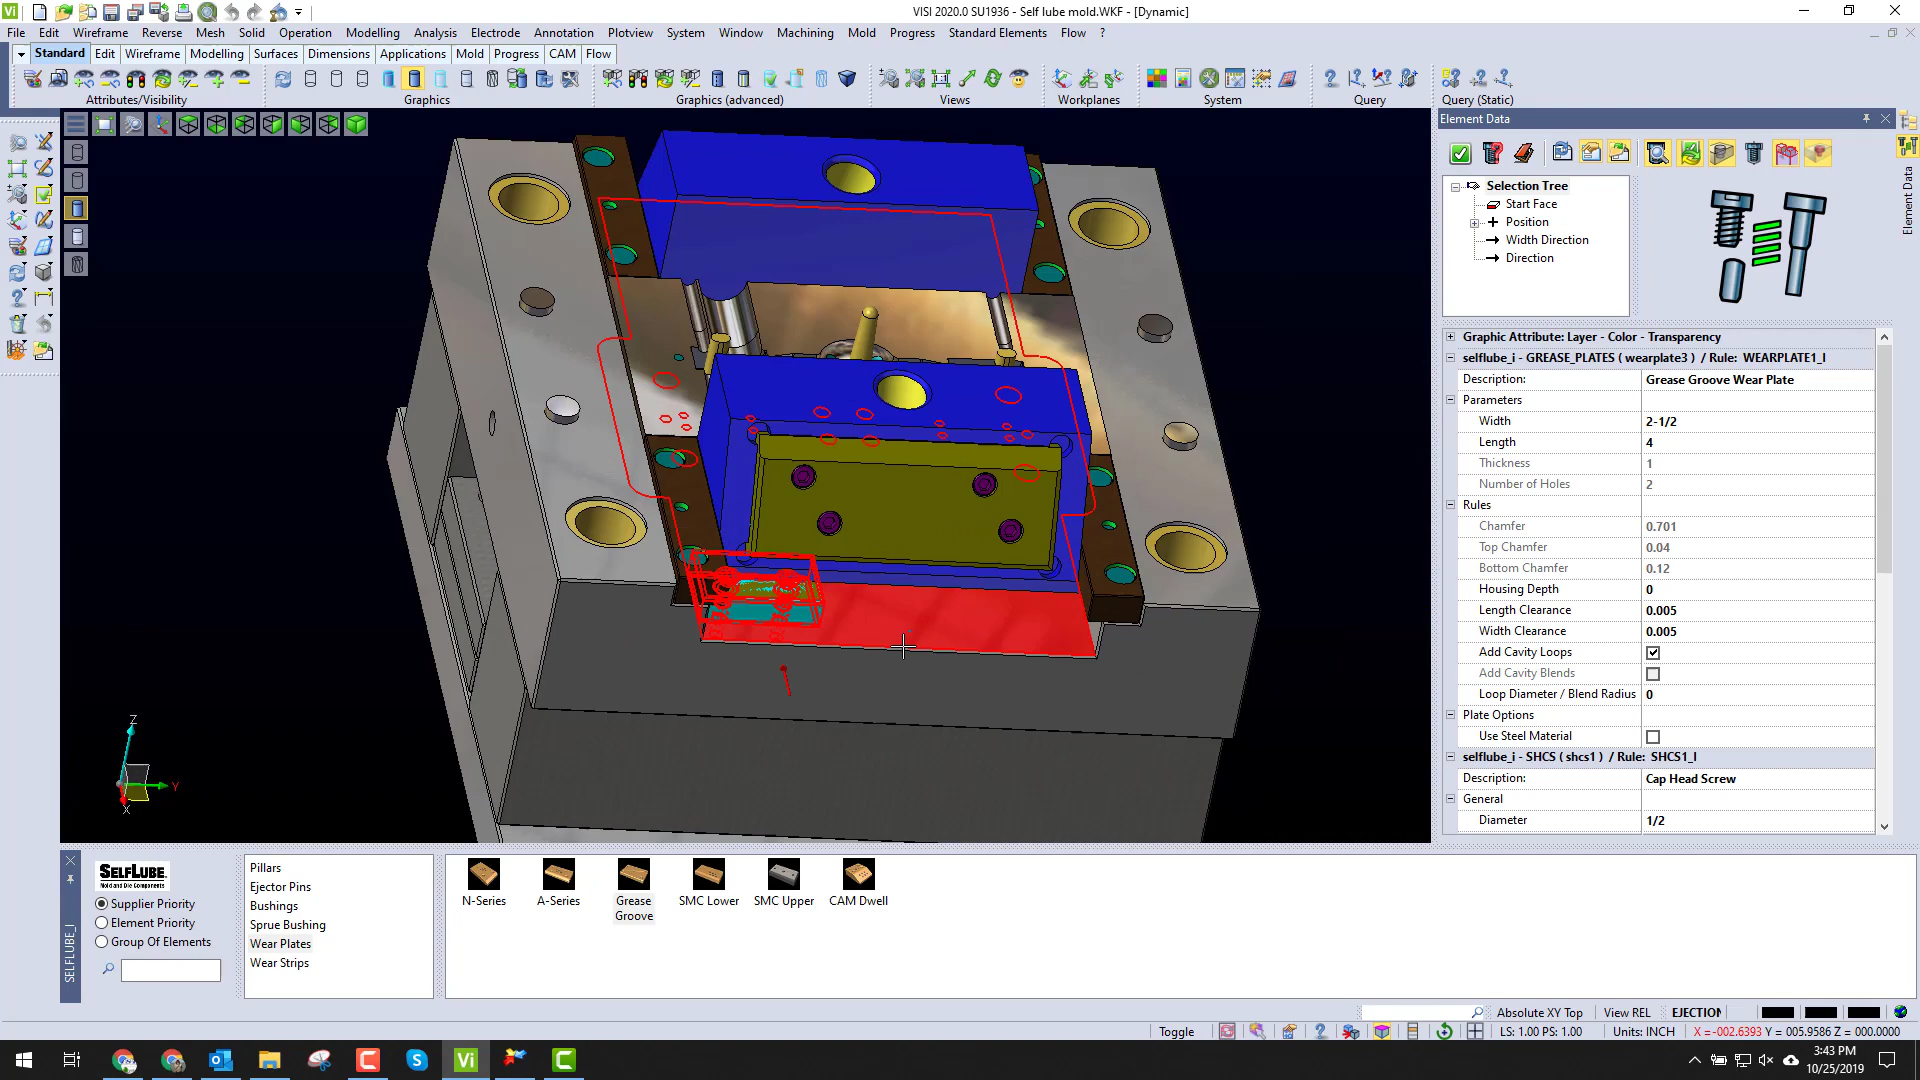 VISI 2020.0 SU1936 - Self lube mold.WKF - [Dynamic]
File Edit Wireframe Reverse Mesh Solid Operation Modelling Analysis Electrode Annotation Plotview System Window Machining Mold Progress Standard Elements Flow ?
Standard Edit Wireframe Modelling Surfaces Dimensions Applications Mold Progress CAM Flow
Attributes/Visibility Graphics Graphics (advanced) Views Workplanes System Query Query (Static)
Element Data
Selection Tree
Start Face
Position
Width Direction
Direction
Element Data
Graphic Attribute: Layer - Color - Transparency
selflube_i - GREASE_PLATES ( wearplate3 ) / Rule: WEARPLATE1_I
Description: Grease Groove Wear Plate
Parameters
Width 2-1/2
Length 4
Thickness 1
Number of Holes 2
Rules
Chamfer 0.701
Top Chamfer 0.04
Bottom Chamfer 0.12
Housing Depth 0
Length Clearance 0.005
Width Clearance 0.005
Add Cavity Loops
Add Cavity Blends
Loop Diameter / Blend Radius 0
Plate Options
Use Steel Material
selflube_i - SHCS ( shcs1 ) / Rule: SHCS1_I
Description: Cap Head Screw
General
Diameter 1/2
Z
Y
X
SELFLUBE_I
SELFLUBE
Mold and Die Components
Supplier Priority
Element Priority
Group Of Elements
Pillars
Ejector Pins
Bushings
Sprue Bushing
Wear Plates
Wear Strips
N-Series
A-Series
Grease Groove
SMC Lower
SMC Upper
CAM Dwell
Absolute XY Top View REL EJECTION
Toggle LS: 1.00 PS: 1.00 Units: INCH X = -002.6393 Y = 005.9586 Z = 000.0000
3:43 PM
10/25/2019